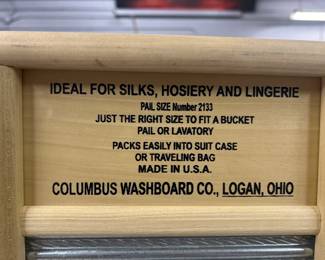 IDEAL FOR SILKS, HOSIERY AND LINGERIE
PAIL SIZE Number 2133
JUST THE RIGHT SIZE TO FIT A BUCKET
PAIL OR LAVATORY
PACKS EASILY INTO SUIT CASE
OR TRAVELING BAG
MADE IN U.S.A.
COLUMBUS WASHBOARD CO., LOGAN, OHIO